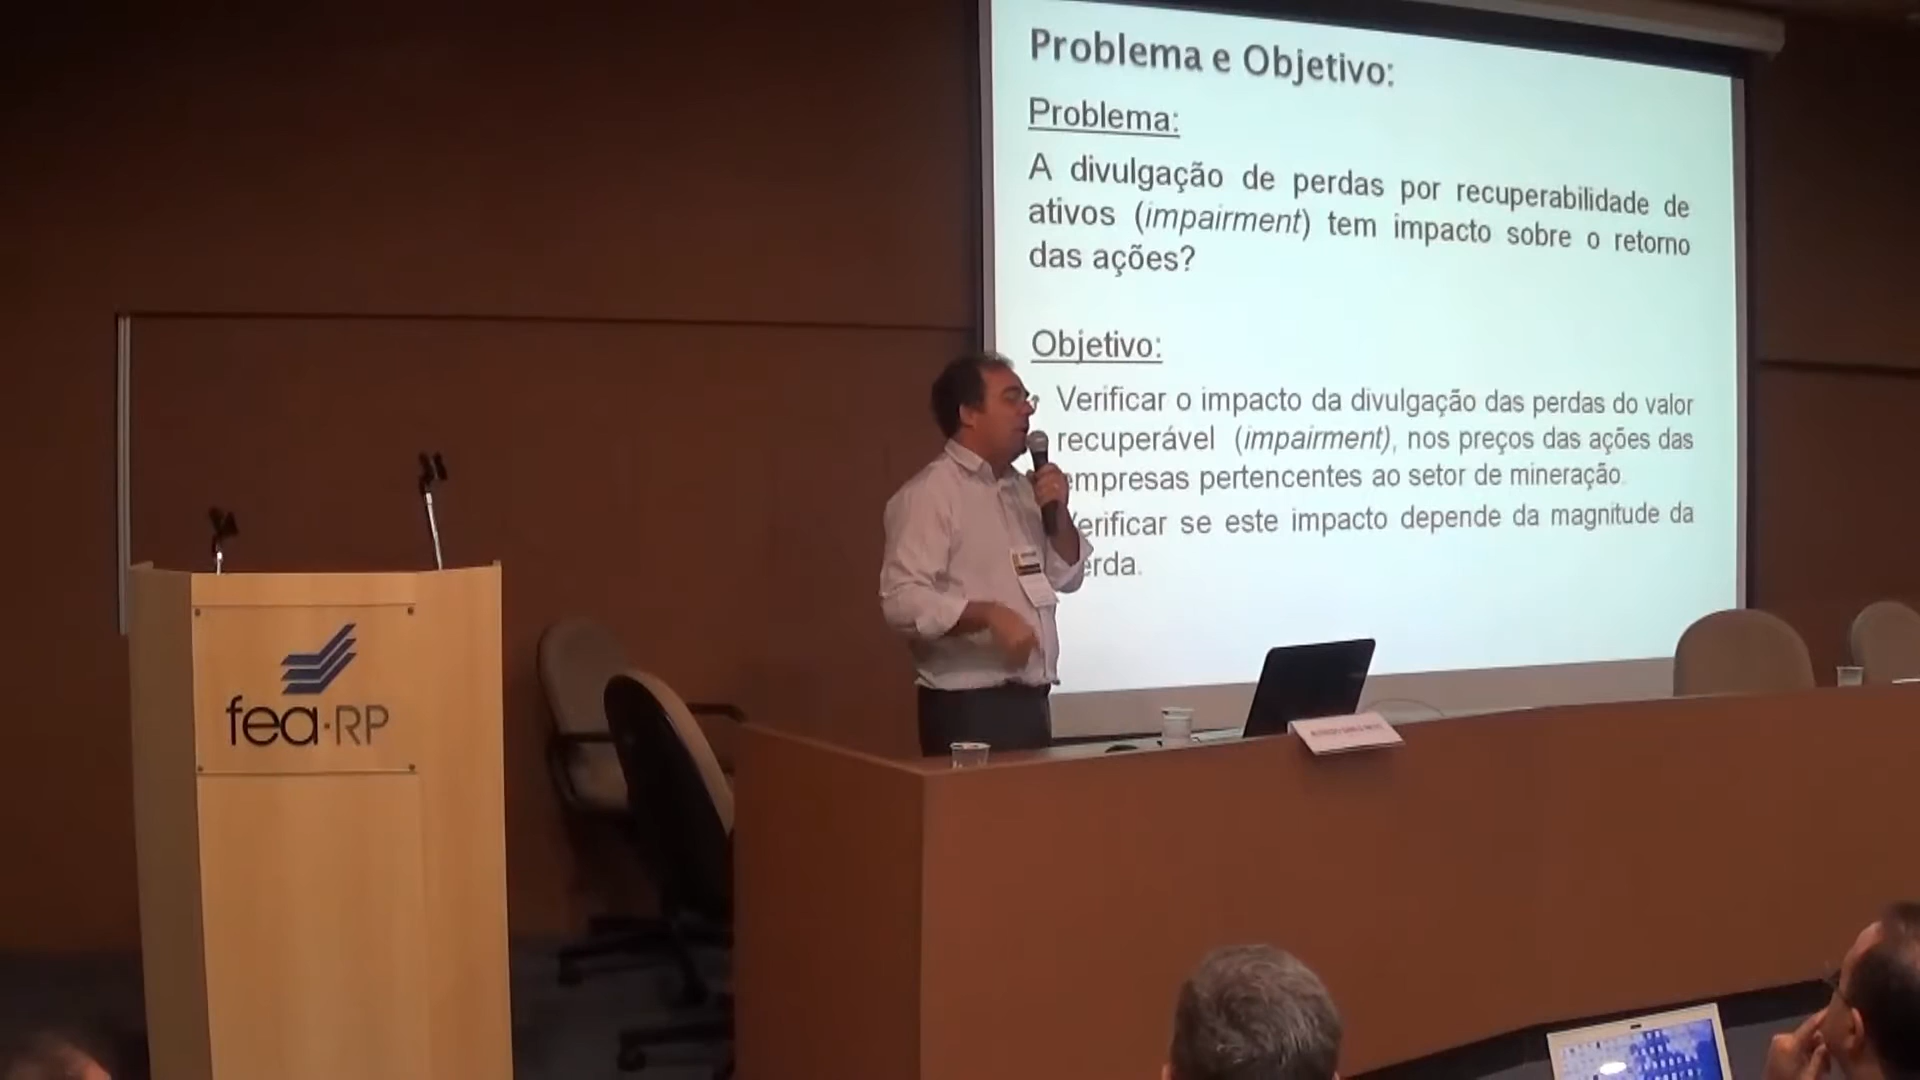 Problema e Objetivo:
Problema:
A divulgação de perdas por recuperabilidade de
ativos (impairment) tem impacto sobre o retorno
das ações?
Objetivo:
Verificar o impacto da divulgação das perdas do valor
recuperável (impairment), nos preços das ações das
empresas pertencentes ao setor de mineração.
erificar se este impacto depende da magnitude da
erda.
fea-RP